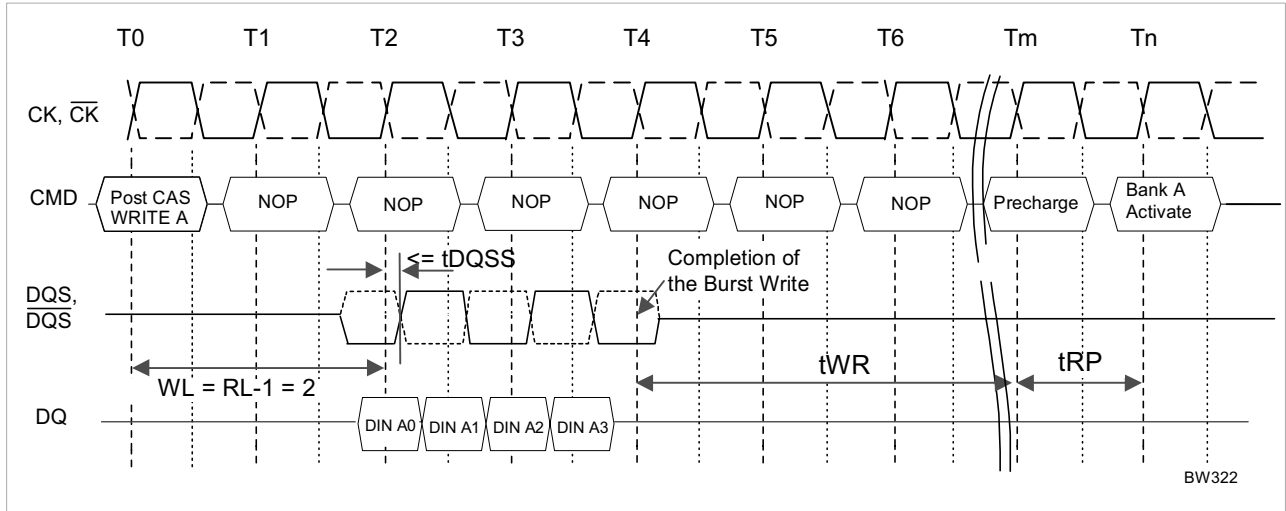 T0 T1 T2 T3 T4 T5 T6 Tm Tn
CK, C̅K̅
CMD
Post CAS
WRITE A
NOP
NOP
NOP
NOP
NOP
NOP
Precharge
Bank A
Activate
<= tDQSS
Completion of
the Burst Write
DQS,
D̅Q̅S̅
WL = RL-1 = 2
tWR
tRP
DQ
DIN A0
DIN A1
DIN A2
DIN A3
BW322